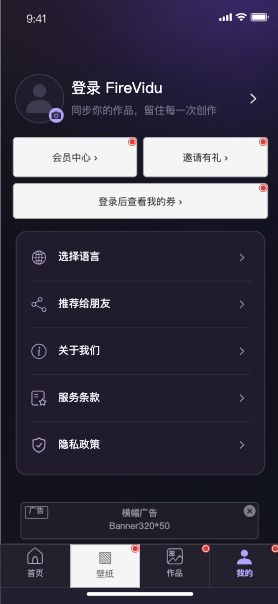 9:41
登录 FireVidu
同步你的作品，留住每一次创作
会员中心 ›
邀请有礼 ›
登录后查看我的券 ›
选择语言
推荐给朋友
关于我们
服务条款
隐私政策
广告
横幅广告
Banner320*50
首页
壁纸
作品
我的